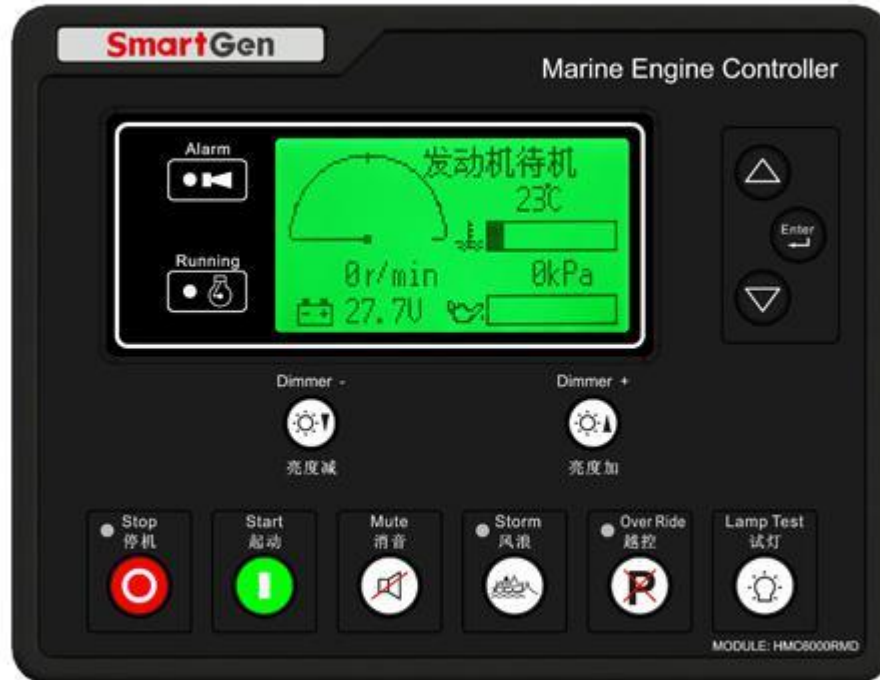 SmartGen
Marine Engine Controller
Alarm
发动机待机
23℃
Running
0r/min
0kPa
27.7V
Enter
Dimmer -
亮度减
Dimmer +
亮度加
Stop
停机
Start
起动
Mute
消音
Storm
风浪
Over Ride
越控
P
Lamp Test
试灯
MODULE: HMC6000RMD